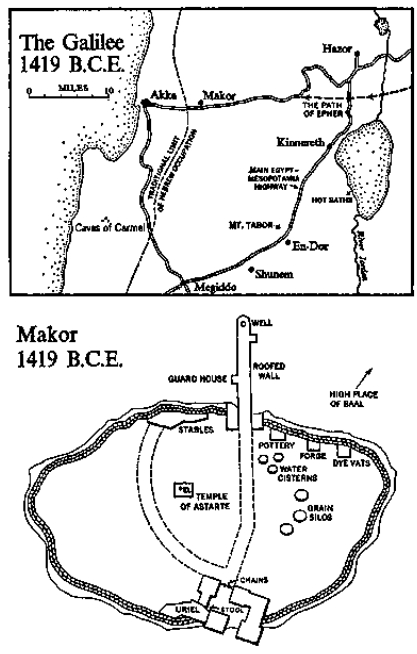 The Galilee
1419 B.C.E.
0 MILES 10
Hazor
Akka
Makor
THE PATH
OF EPHER
Kinnereth
TRADITIONAL LIMIT
OF HEBREW OCCUPATION
MAIN EGYPT–
MESOPOTAMIA
HIGHWAY
HOT BATHS
MT. TABOR
Caves of Carmel
En-Dor
River Jordan
Shunem
Megiddo
Makor
1419 B.C.E.
WELL
ROOFED
WALL
GUARD HOUSE
HIGH PLACE
OF BAAL
STABLES
POTTERY
FORGE
DYE VATS
WATER
CISTERNS
EL
TEMPLE
OF ASTARTE
GRAIN
SILOS
CHAINS
URIEL
STOOL